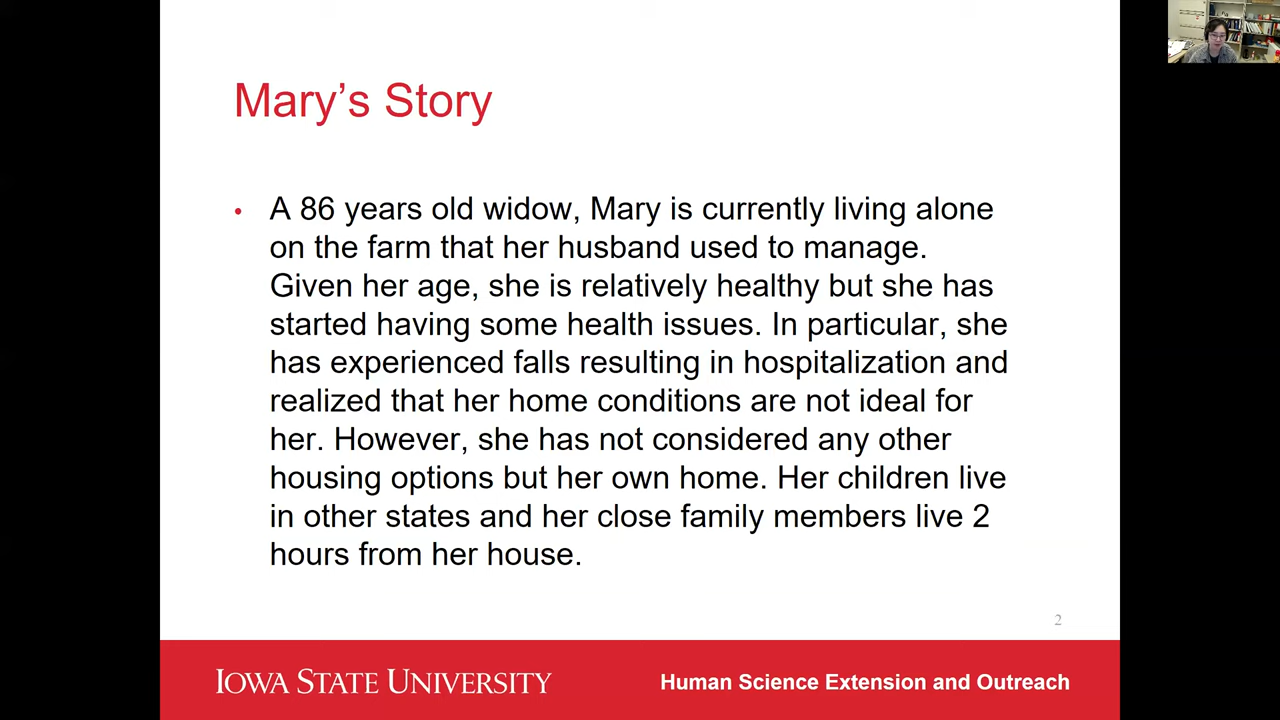 Mary’s Story
• A 86 years old widow, Mary is currently living alone
on the farm that her husband used to manage.
Given her age, she is relatively healthy but she has
started having some health issues. In particular, she
has experienced falls resulting in hospitalization and
realized that her home conditions are not ideal for
her. However, she has not considered any other
housing options but her own home. Her children live
in other states and her close family members live 2
hours from her house.
2
IOWA STATE UNIVERSITY
Human Science Extension and Outreach